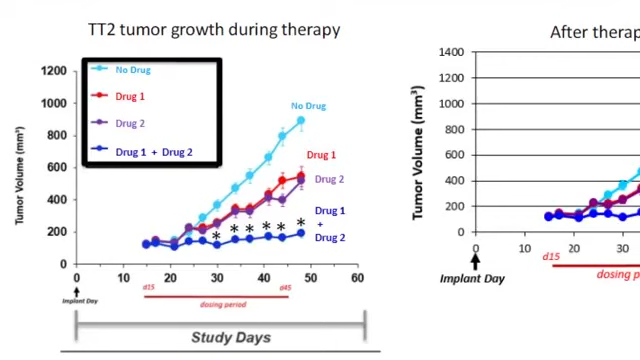 TT2 tumor growth during therapy
1200
1000
800
600
400
200
0
Tumor Volume (mm³)
No Drug
Drug 1
Drug 2
Drug 1 + Drug 2
No Drug
Drug 1
Drug 2
Drug 1
+
Drug 2
* * * * * *
0 10 20 30 40 50 60
Implant Day
d15
d45
dosing period
Study Days
After therap
1400
1200
1000
800
600
400
200
0
Tumor Volume (mm³)
0 10 20 30
d15
Implant Day
dosing pe